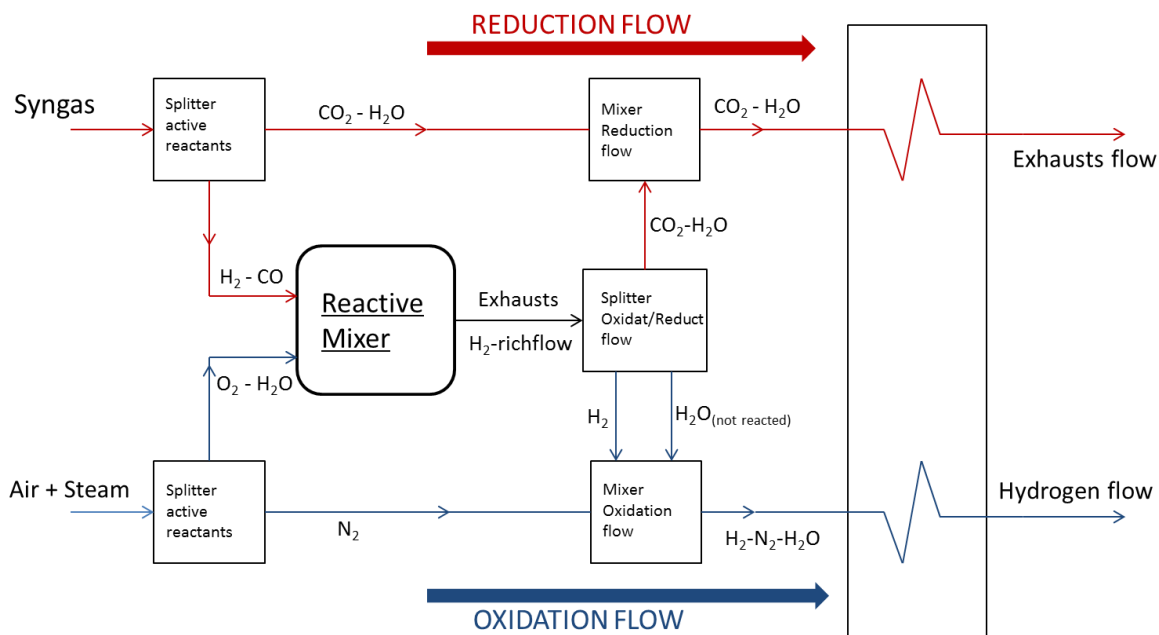 REDUCTION FLOW
Syngas
Splitter
active
reactants
CO₂ - H₂O
Mixer
Reduction
flow
CO₂ - H₂O
Exhausts flow
CO₂-H₂O
H₂ - CO
Reactive
Mixer
Exhausts
H₂-richflow
Splitter
Oxidat/Reduct
flow
O₂ - H₂O
H₂
H₂O(not reacted)
Air + Steam
Splitter
active
reactants
N₂
Mixer
Oxidation
flow
H₂-N₂-H₂O
Hydrogen flow
OXIDATION FLOW